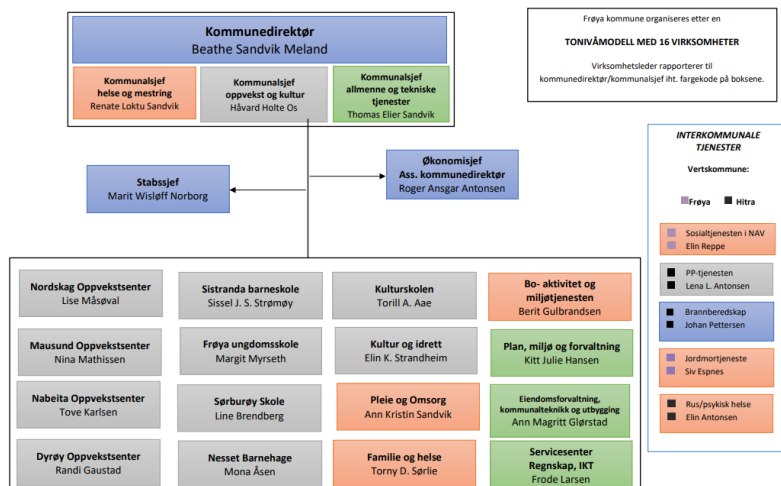 Kommunedirektør
Beathe Sandvik Meland
Kommunalsjef
helse og mestring
Renate Loktu Sandvik
Kommunalsjef
oppvekst og kultur
Håvard Holte Os
Kommunalsjef
allmenne og tekniske
tjenester
Thomas Elier Sandvik
Frøya kommune organiseres etter en
TONIVÅMODELL MED 16 VIRKSOMHETER
Virksomhetsleder rapporterer til
kommunedirektør/kommunalsjef iht. fargekode på boksene.
Stabssjef
Marit Wisløff Norborg
Økonomisjef
Ass. kommunedirektør
Roger Ansgar Antonsen
INTERKOMMUNALE
TJENESTER
Vertskommune:
Frøya Hitra
Sosialtjenesten i NAV
Elin Reppe
PP-tjenesten
Lena L. Antonsen
Brannberedskap
Johan Pettersen
Jordmortjeneste
Siv Espnes
Rus/psykisk helse
Elin Antonsen
Nordskag Oppvekstsenter
Lise Måsøval
Sistranda barneskole
Sissel J. S. Strømøy
Kulturskolen
Torill A. Aae
Bo- aktivitet og
miljøtjenesten
Berit Gulbrandsen
Mausund Oppvekstsenter
Nina Mathissen
Frøya ungdomsskole
Margit Myrseth
Kultur og idrett
Elin K. Strandheim
Plan, miljø og forvaltning
Kitt Julie Hansen
Nabeita Oppvekstsenter
Tove Karlsen
Sørburøy Skole
Line Brendberg
Pleie og Omsorg
Ann Kristin Sandvik
Eiendomsforvaltning,
kommunalteknikk og utbygging
Ann Magritt Glørstad
Dyrøy Oppvekstsenter
Randi Gaustad
Nesset Barnehage
Mona Åsen
Familie og helse
Torny D. Sørlie
Servicesenter
Regnskap, IKT
Frode Larsen